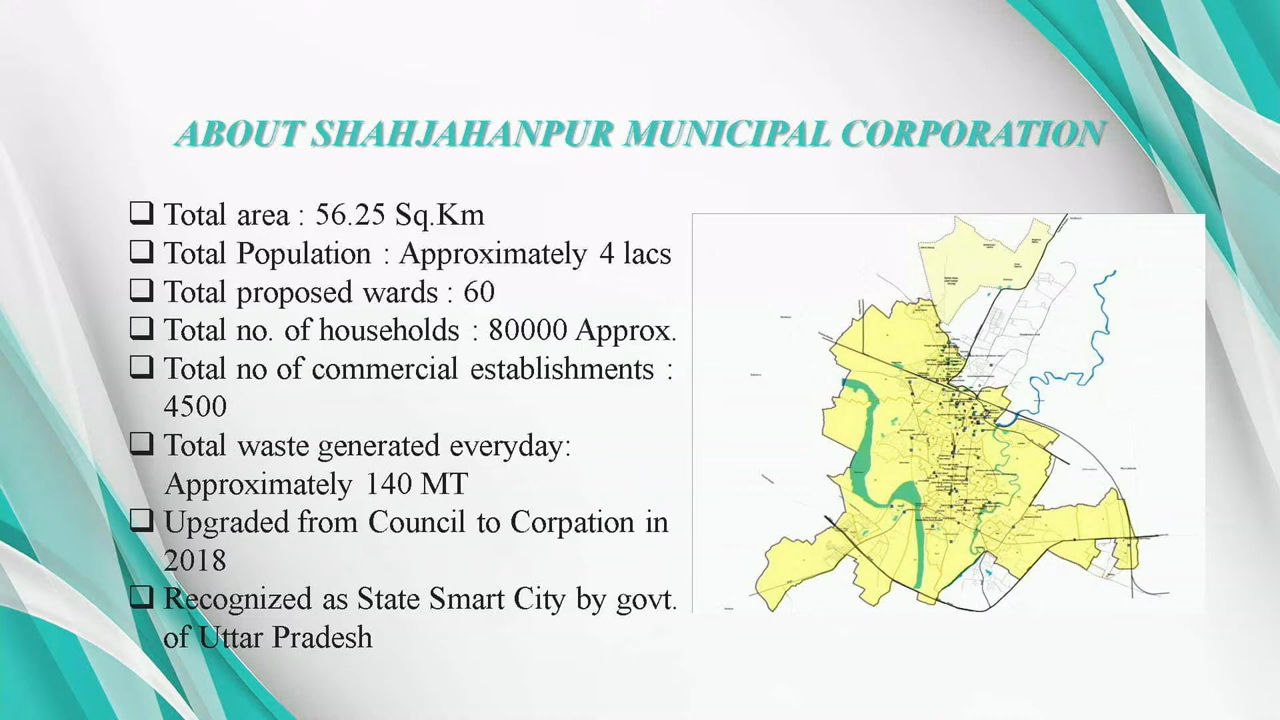 ABOUT SHAHJAHANPUR MUNICIPAL CORPORATION
Total area : 56.25 Sq.Km
Total Population : Approximately 4 lacs
Total proposed wards : 60
Total no. of households : 80000 Approx.
Total no of commercial establishments :
4500
Total waste generated everyday:
Approximately 140 MT
Upgraded from Council to Corpation in
2018
Recognized as State Smart City by govt.
of Uttar Pradesh